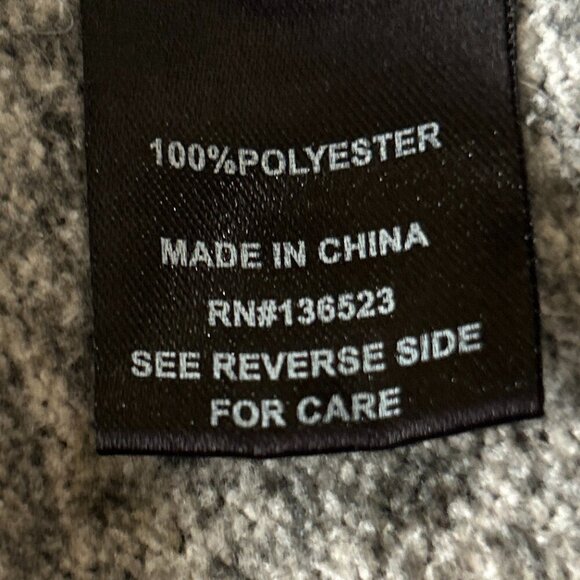 100%POLYESTER
MADE IN CHINA
RN#136523
SEE REVERSE SIDE
FOR CARE